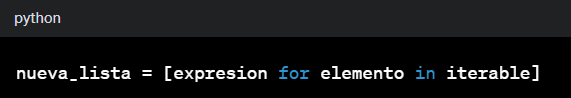 python
nueva_lista = [expresion for elemento in iterable]